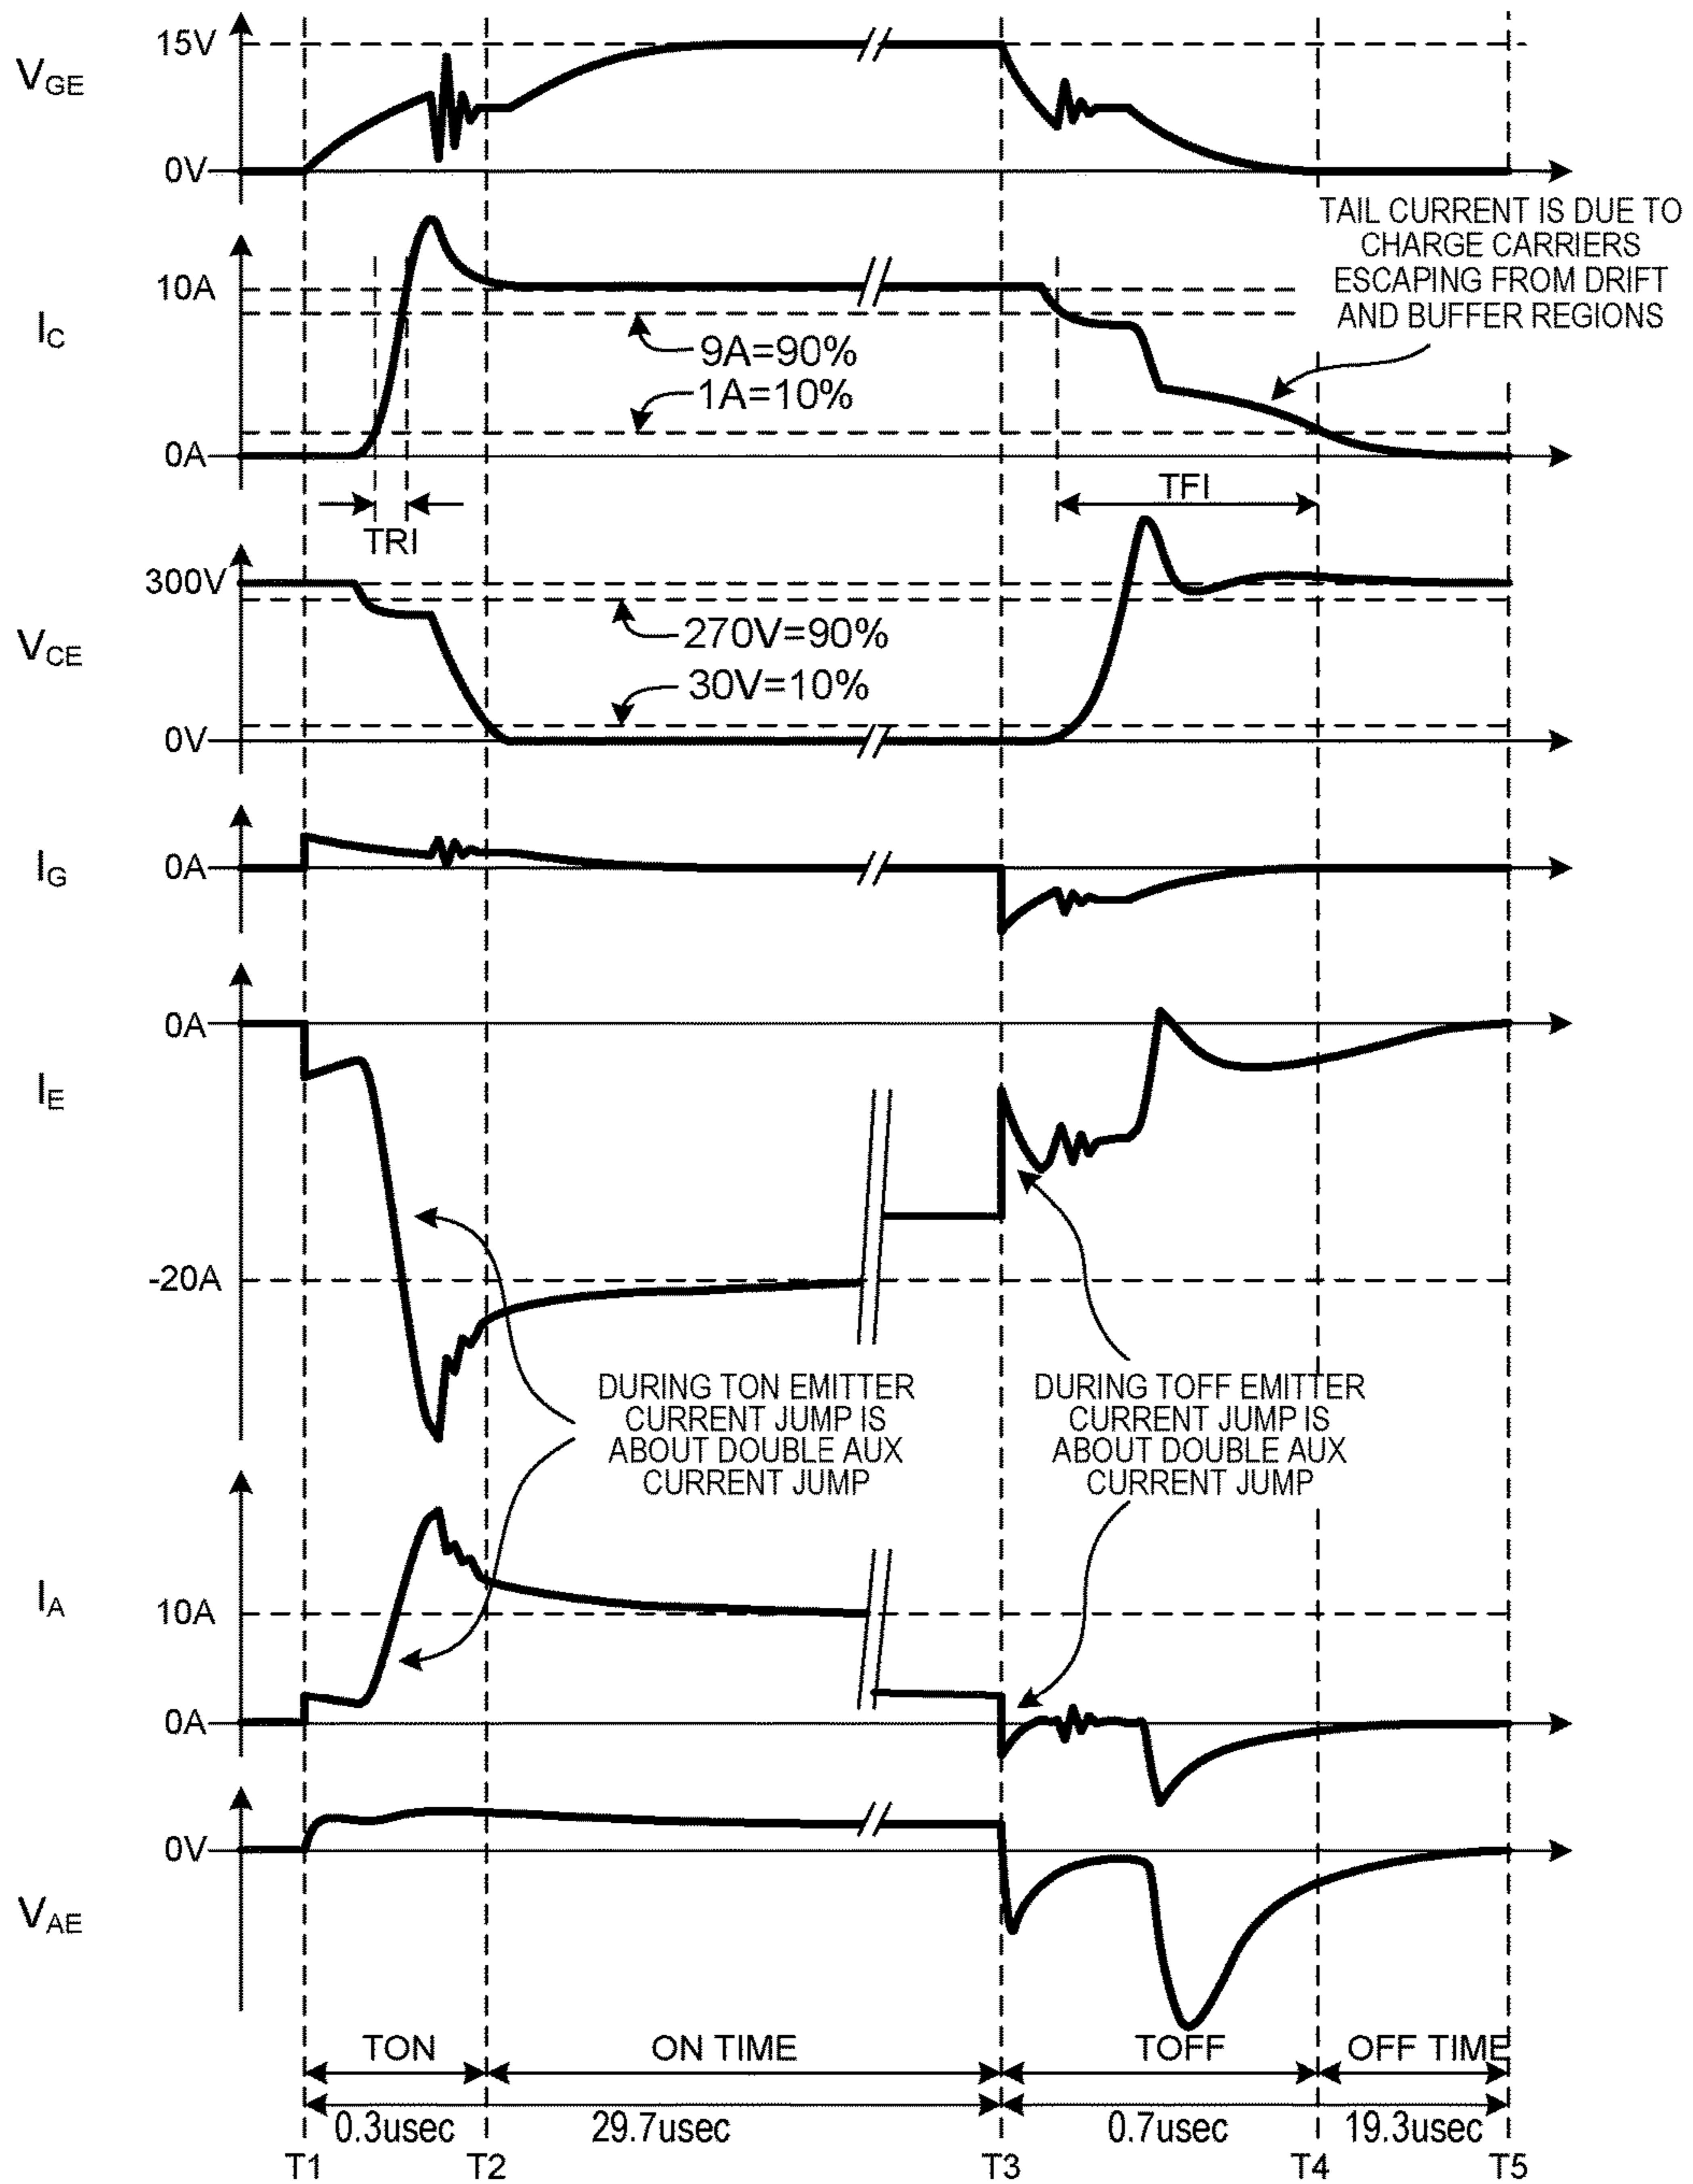 15V
VGE
0V
TAIL CURRENT IS DUE TO
CHARGE CARRIERS
ESCAPING FROM DRIFT
AND BUFFER REGIONS
10A
IC
9A=90%
1A=10%
0A
TRI
TFI
300V
VCE
270V=90%
30V=10%
0V
IG
0A
0A
IE
-20A
DURING TON EMITTER
CURRENT JUMP IS
ABOUT DOUBLE AUX
CURRENT JUMP
DURING TOFF EMITTER
CURRENT JUMP IS
ABOUT DOUBLE AUX
CURRENT JUMP
IA
10A
0A
0V
VAE
TON
ON TIME
TOFF
OFF TIME
0.3usec
29.7usec
0.7usec
19.3usec
T1
T2
T3
T4
T5